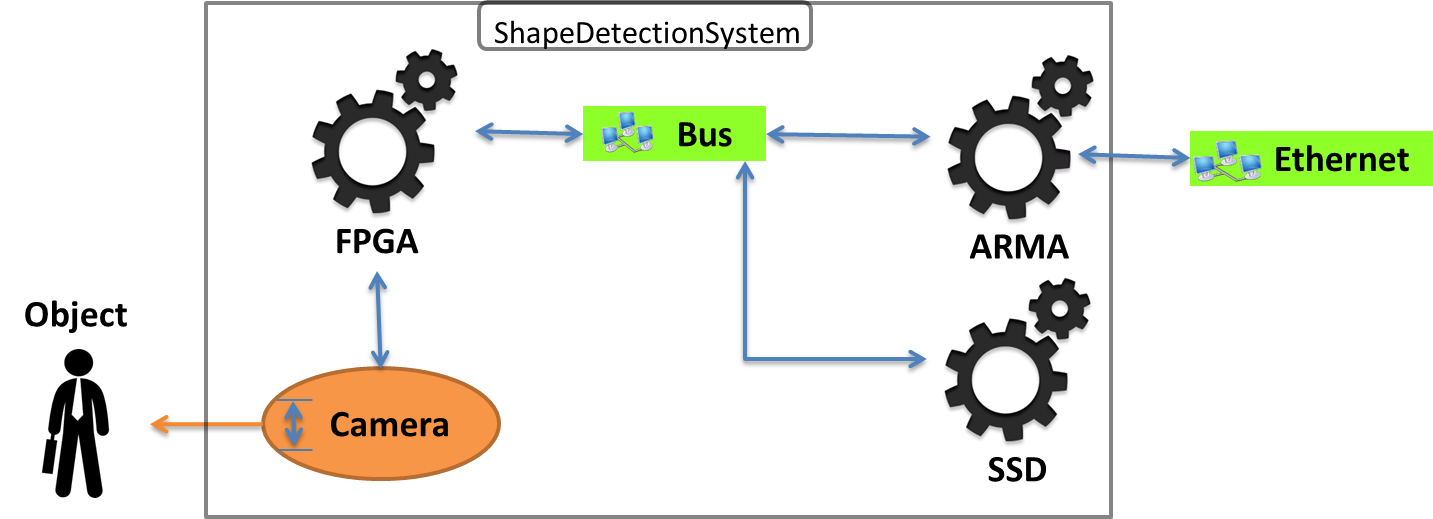 ShapeDetectionSystem
Bus
Ethernet
FPGA
ARMA
Object
Camera
SSD